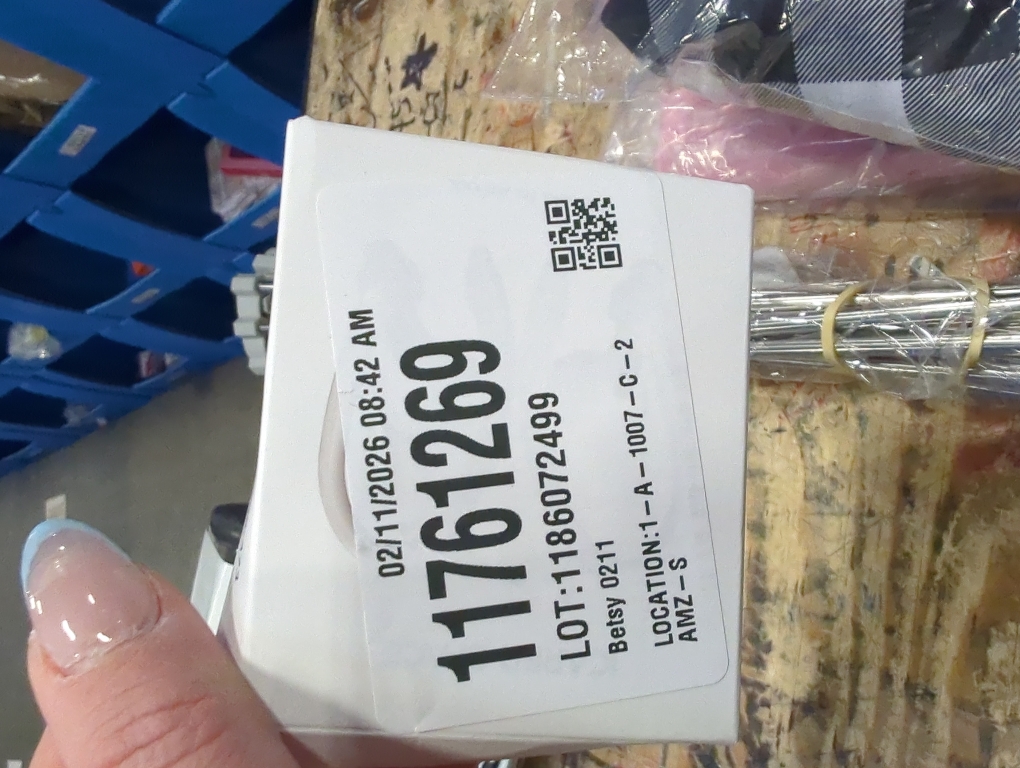 02/11/2026 08:42 AM
11761269
LOT:1186072499
Betsy 0211
LOCATION:1-A-1007-C-2
AMZ-S